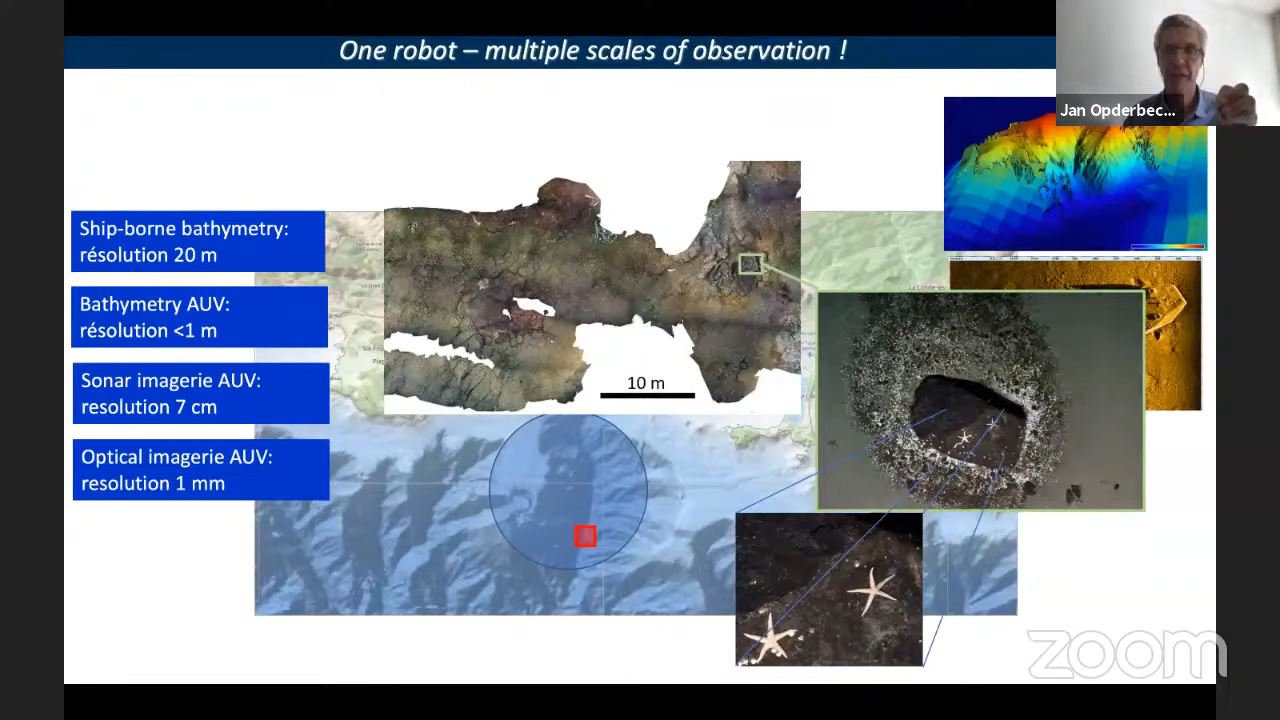 One robot – multiple scales of observation !
Jan Opderbec...
Ship-borne bathymetry:
résolution 20 m
Bathymetry AUV:
résolution <1 m
Sonar imagerie AUV:
resolution 7 cm
Optical imagerie AUV:
resolution 1 mm
10 m
zoom